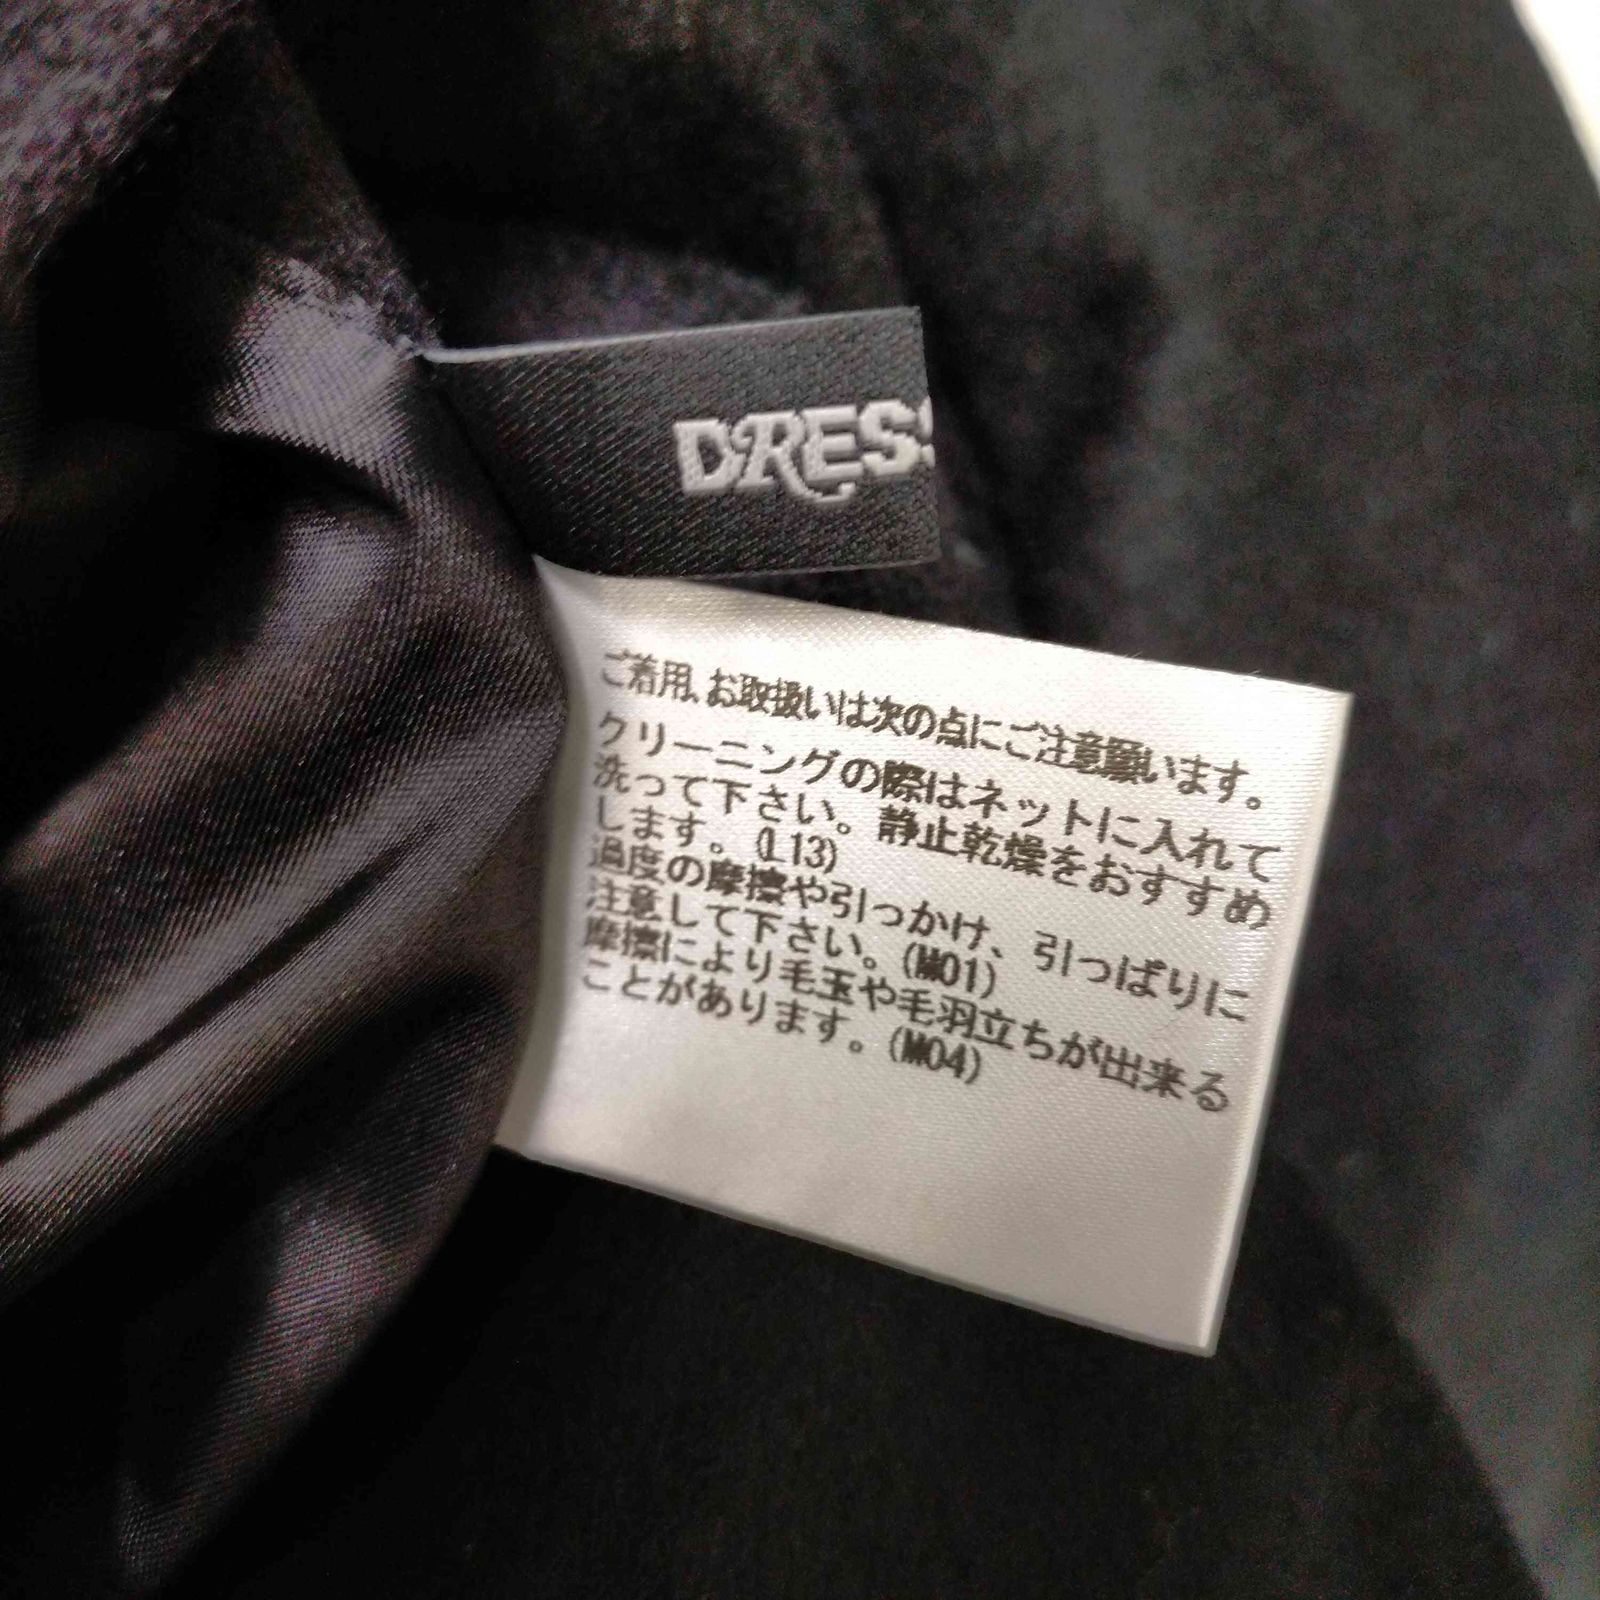 DRESS
ご着用、お取扱いは次の点にご注意願います。
クリーニングの際はネットに入れて
洗って下さい。静止乾燥をおすすめ
します。(L13)
過度の摩擦や引っかけ、引っぱりに
注意して下さい。(M01)
摩擦により毛玉や毛羽立ちが出来る
ことがあります。(M04)